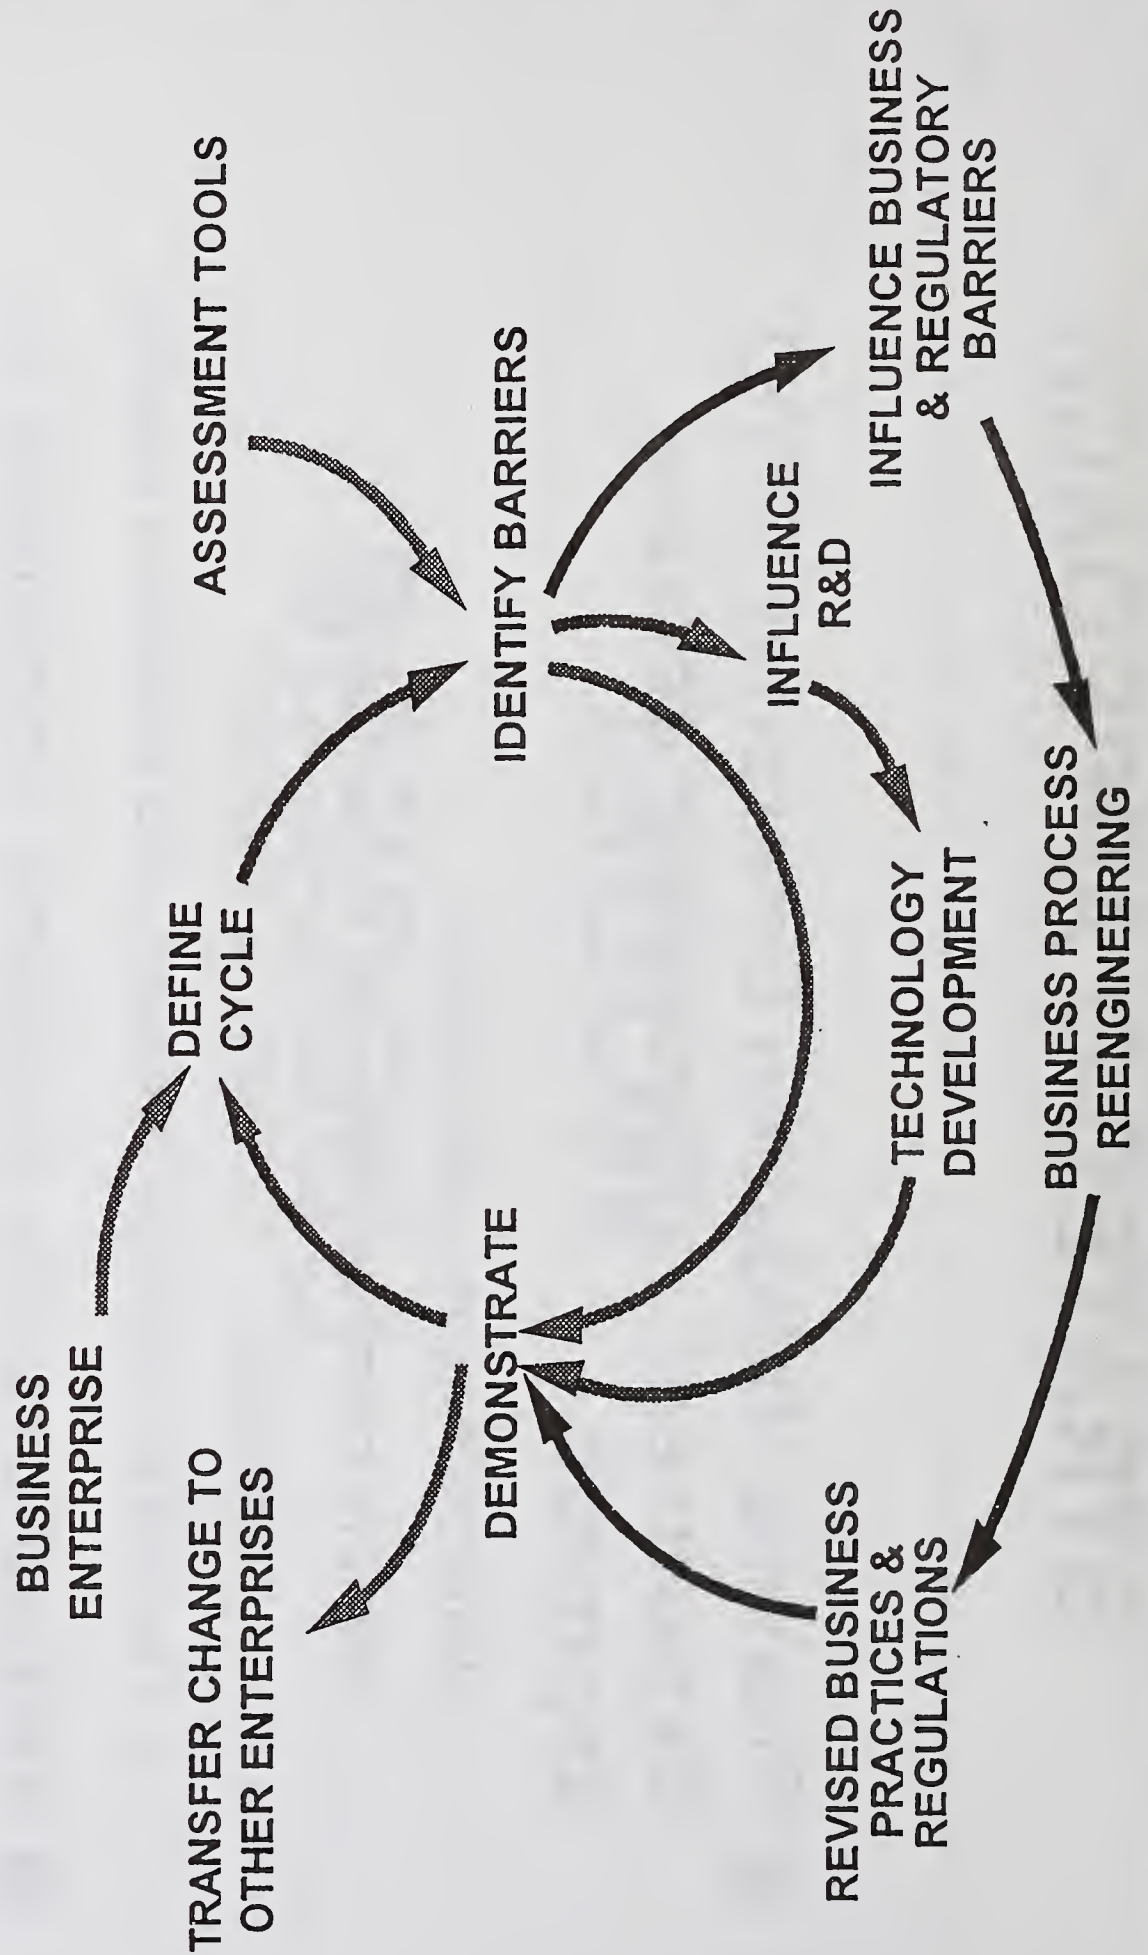 BUSINESS
ENTERPRISE
TRANSFER CHANGE TO
OTHER ENTERPRISES
DEFINE
CYCLE
ASSESSMENT TOOLS
DEMONSTRATE
IDENTIFY BARRIERS
INFLUENCE
R&D
REVISED BUSINESS
PRACTICES &
REGULATIONS
TECHNOLOGY
DEVELOPMENT
INFLUENCE BUSINESS
& REGULATORY
BARRIERS
BUSINESS PROCESS
REENGINEERING